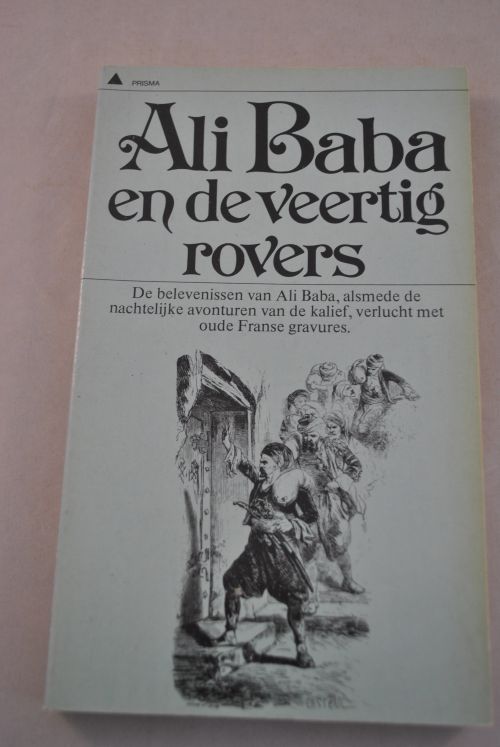 PRISMA
Ali Baba
en de veertig
rovers
De belevenissen van Ali Baba, alsmede de
nachtelijke avonturen van de kalief, verlucht met
oude Franse gravures.